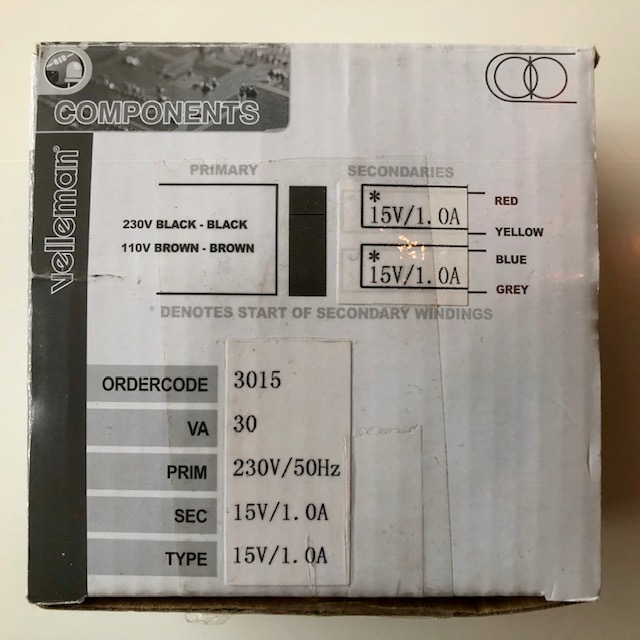 COMPONENTS
velleman®
PRIMARY
SECONDARIES
230V BLACK - BLACK
110V BROWN - BROWN
*
15V/1.0A
RED
YELLOW
*
15V/1.0A
BLUE
GREY
* DENOTES START OF SECONDARY WINDINGS
ORDERCODE 3015
VA 30
PRIM 230V/50Hz
SEC 15V/1.0A
TYPE 15V/1.0A